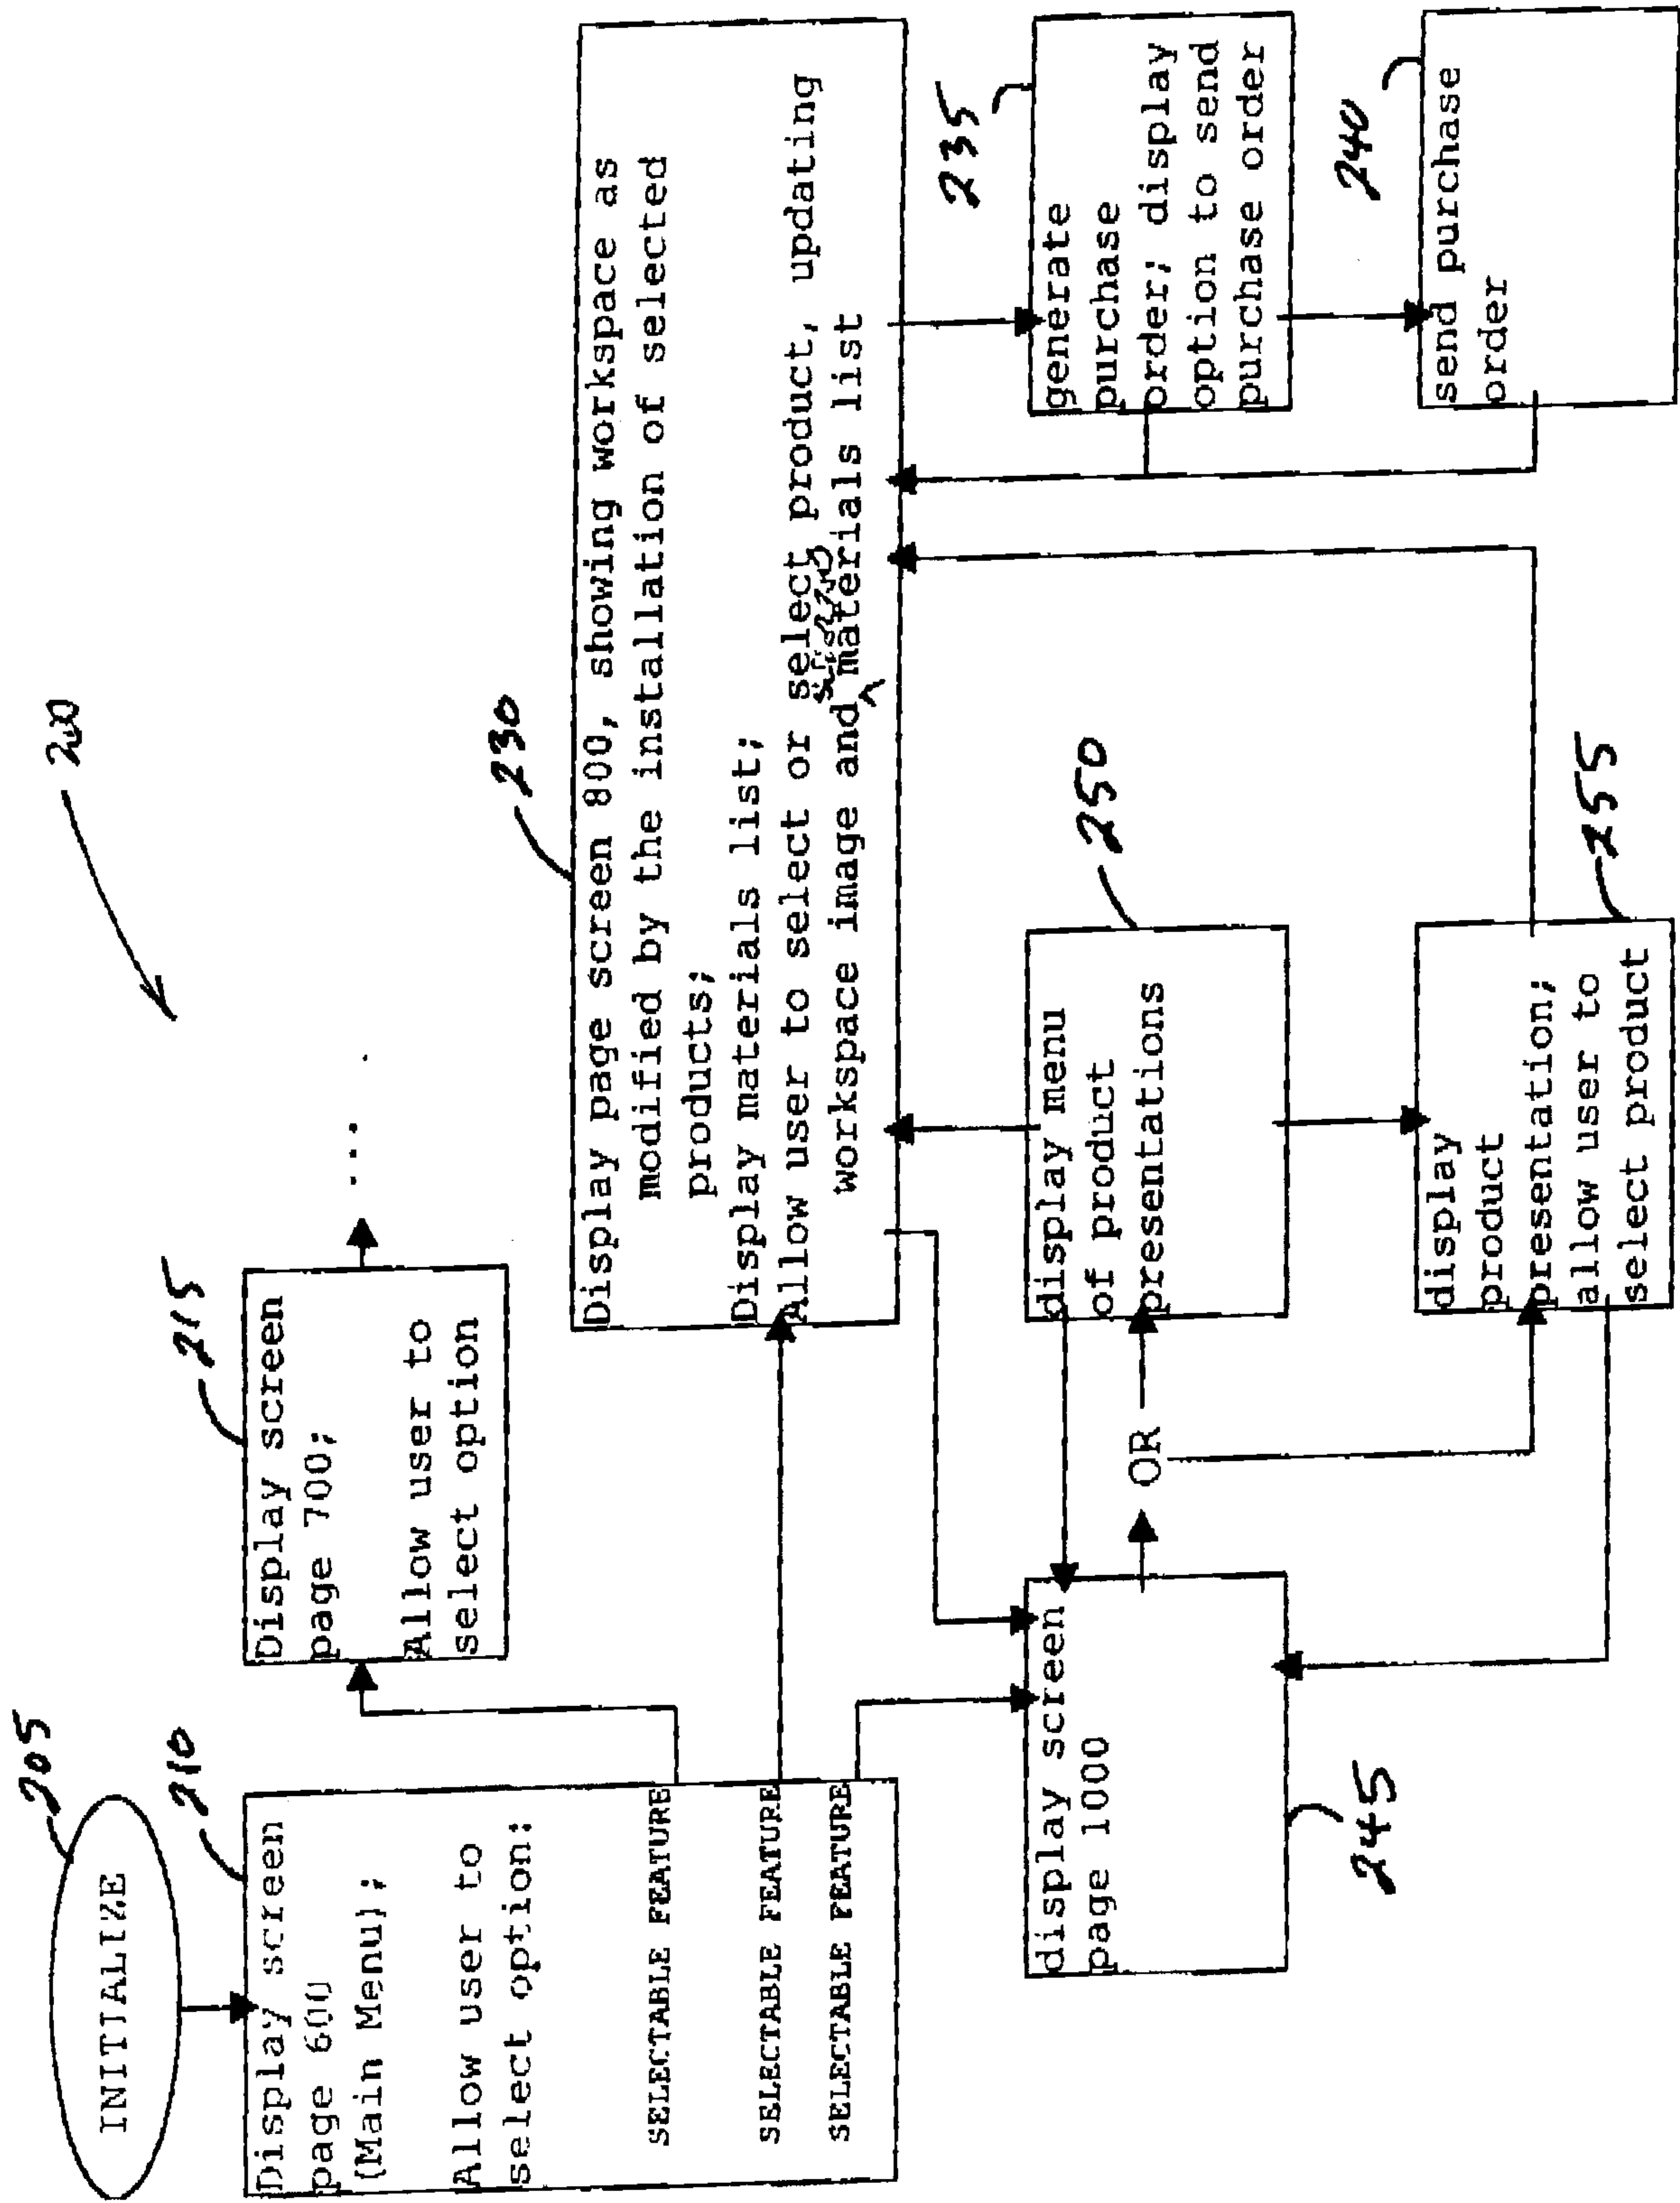 200
205
INITIALIZE
210
Display screen
page 600
(Main Menu);
Allow user to
select option:
SELECTABLE FEATURE
SELECTABLE FEATURE
SELECTABLE FEATURE
215
Display screen
page 700;
Allow user to
select option
...
230
Display page screen 800, showing workspace as
modified by the installation of selected
products;
Display materials list;
Allow user to select or select product, updating
workspace image and materials list
235
generate
purchase
order; display
option to send
purchase order
240
send purchase
order
245
display screen
page 1000
OR
250
display menu
of product
presentations
255
display
product
presentation;
allow user to
select product